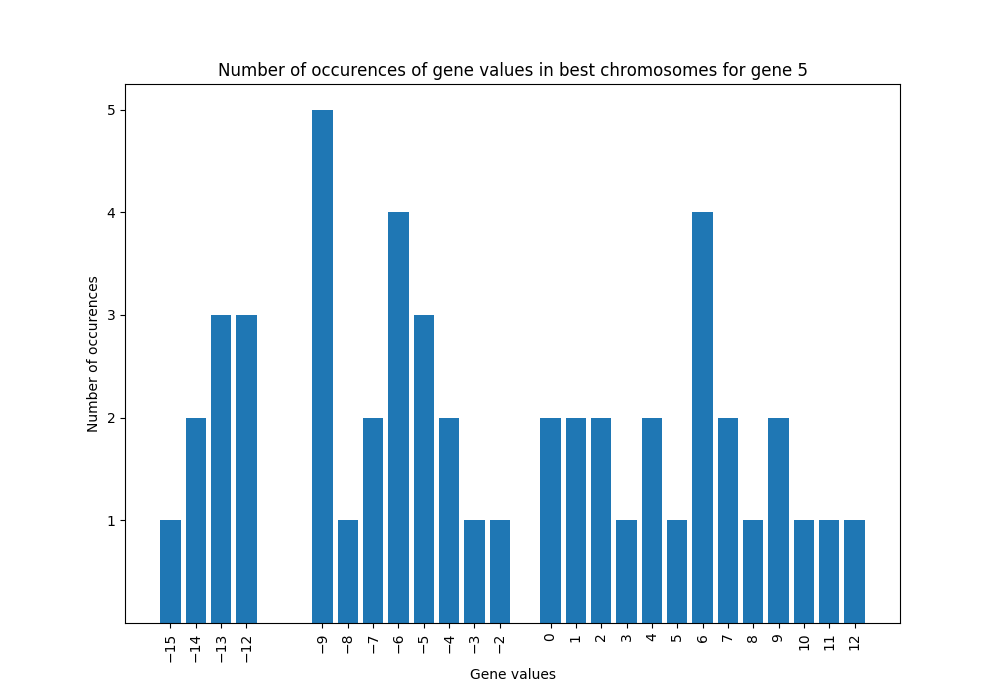 Number of occurences of gene values in best chromosomes for gene 5
5
4
3
2
1
Number of occurences
−15 −14 −13 −12 −9 −8 −7 −6 −5 −4 −3 −2 0 1 2 3 4 5 6 7 8 9 10 11 12
Gene values